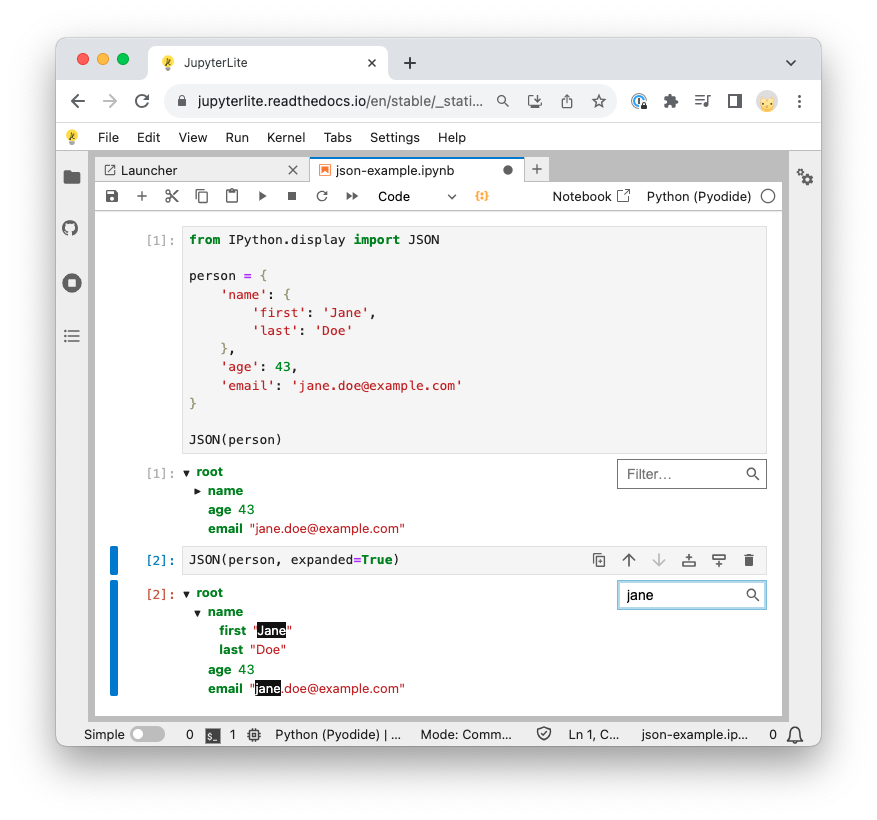 JupyterLite
jupyterlite.readthedocs.io/en/stable/_stati...
File Edit View Run Kernel Tabs Settings Help
Launcher json-example.ipynb
Code Notebook Python (Pyodide)
[1]: from IPython.display import JSON
person = {
'name': {
'first': 'Jane',
'last': 'Doe'
},
'age': 43,
'email': 'jane.doe@example.com'
}
JSON(person)
[1]: root Filter...
name
age 43
email "jane.doe@example.com"
[2]: JSON(person, expanded=True)
[2]: root jane
name
first "Jane"
last "Doe"
age 43
email "jane.doe@example.com"
Simple 0 $_ 1 Python (Pyodide) | ... Mode: Comm... Ln 1, C... json-example.ip... 0